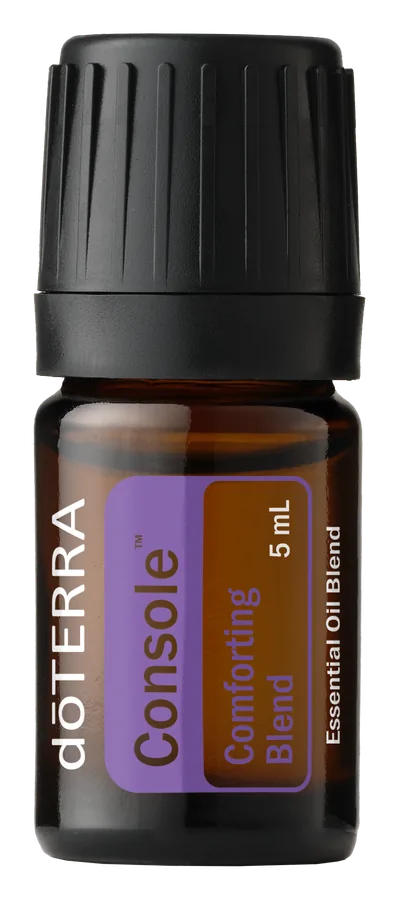 dōTERRA
Console™
Comforting
Blend
5 mL
Essential Oil Blend